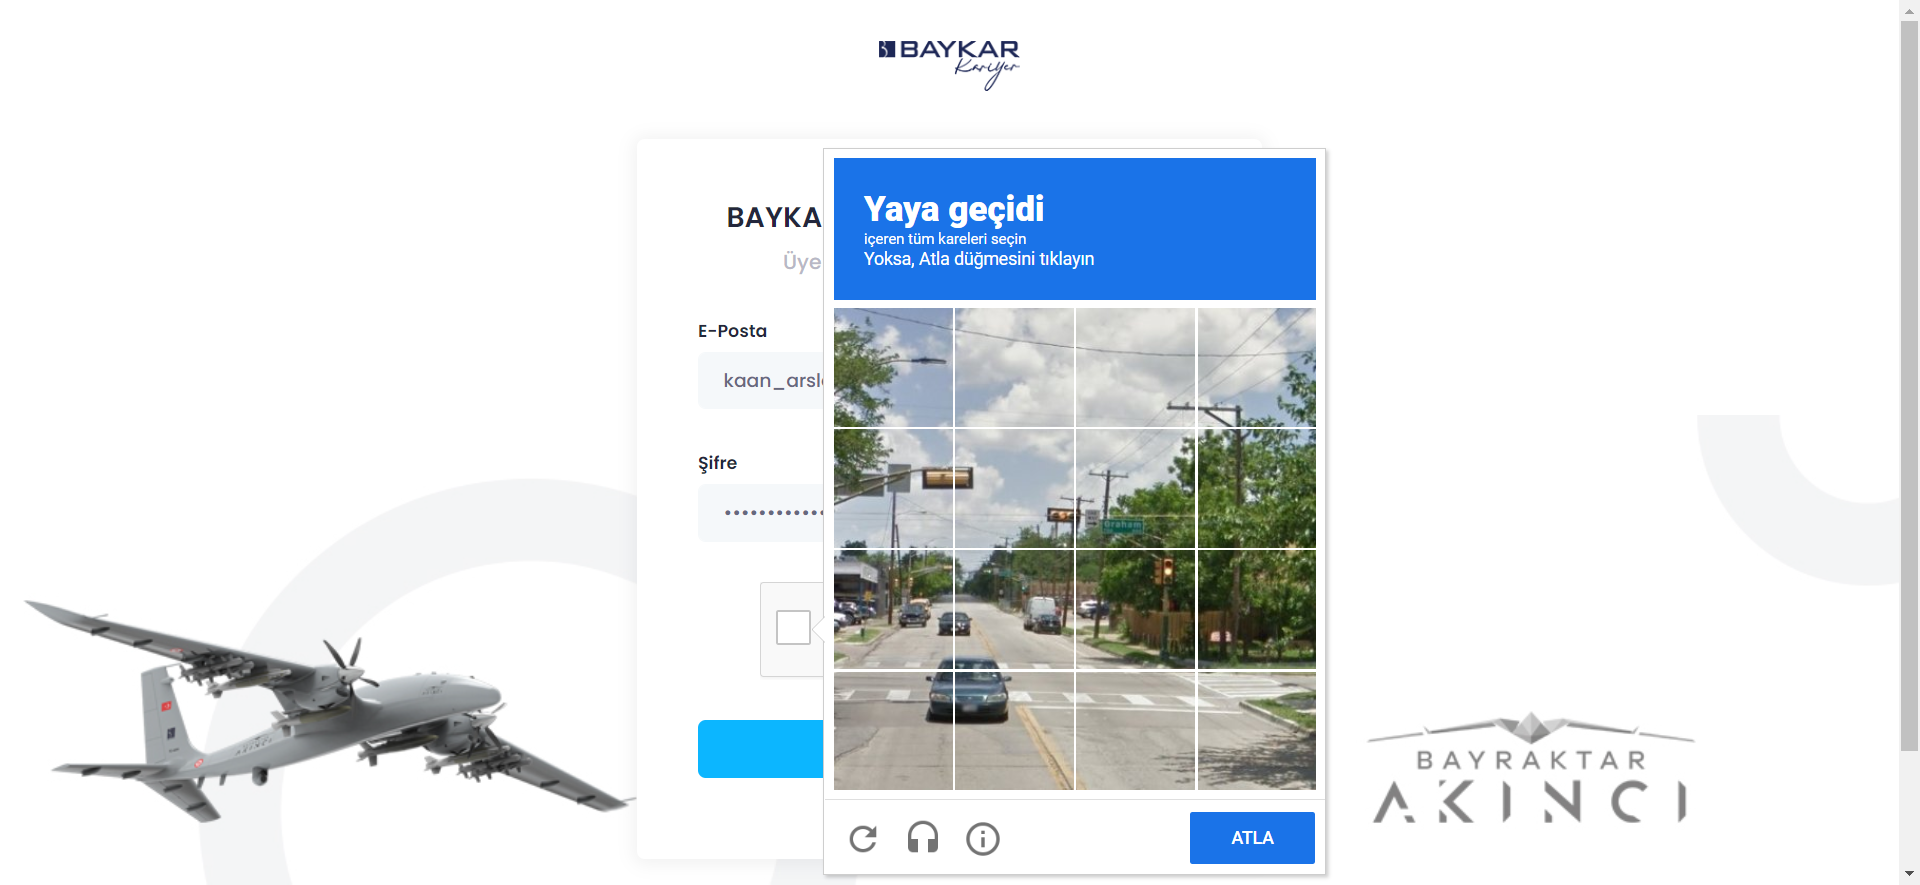 BAYKAR
Kariyer
BAYKA
Üye
E-Posta
kaan_arsl
Şifre
Yaya geçidi
içeren tüm kareleri seçin
Yoksa, Atla düğmesini tıklayın
Graham
ATLA
AKINCI
BAYRAKTAR
AKINCI